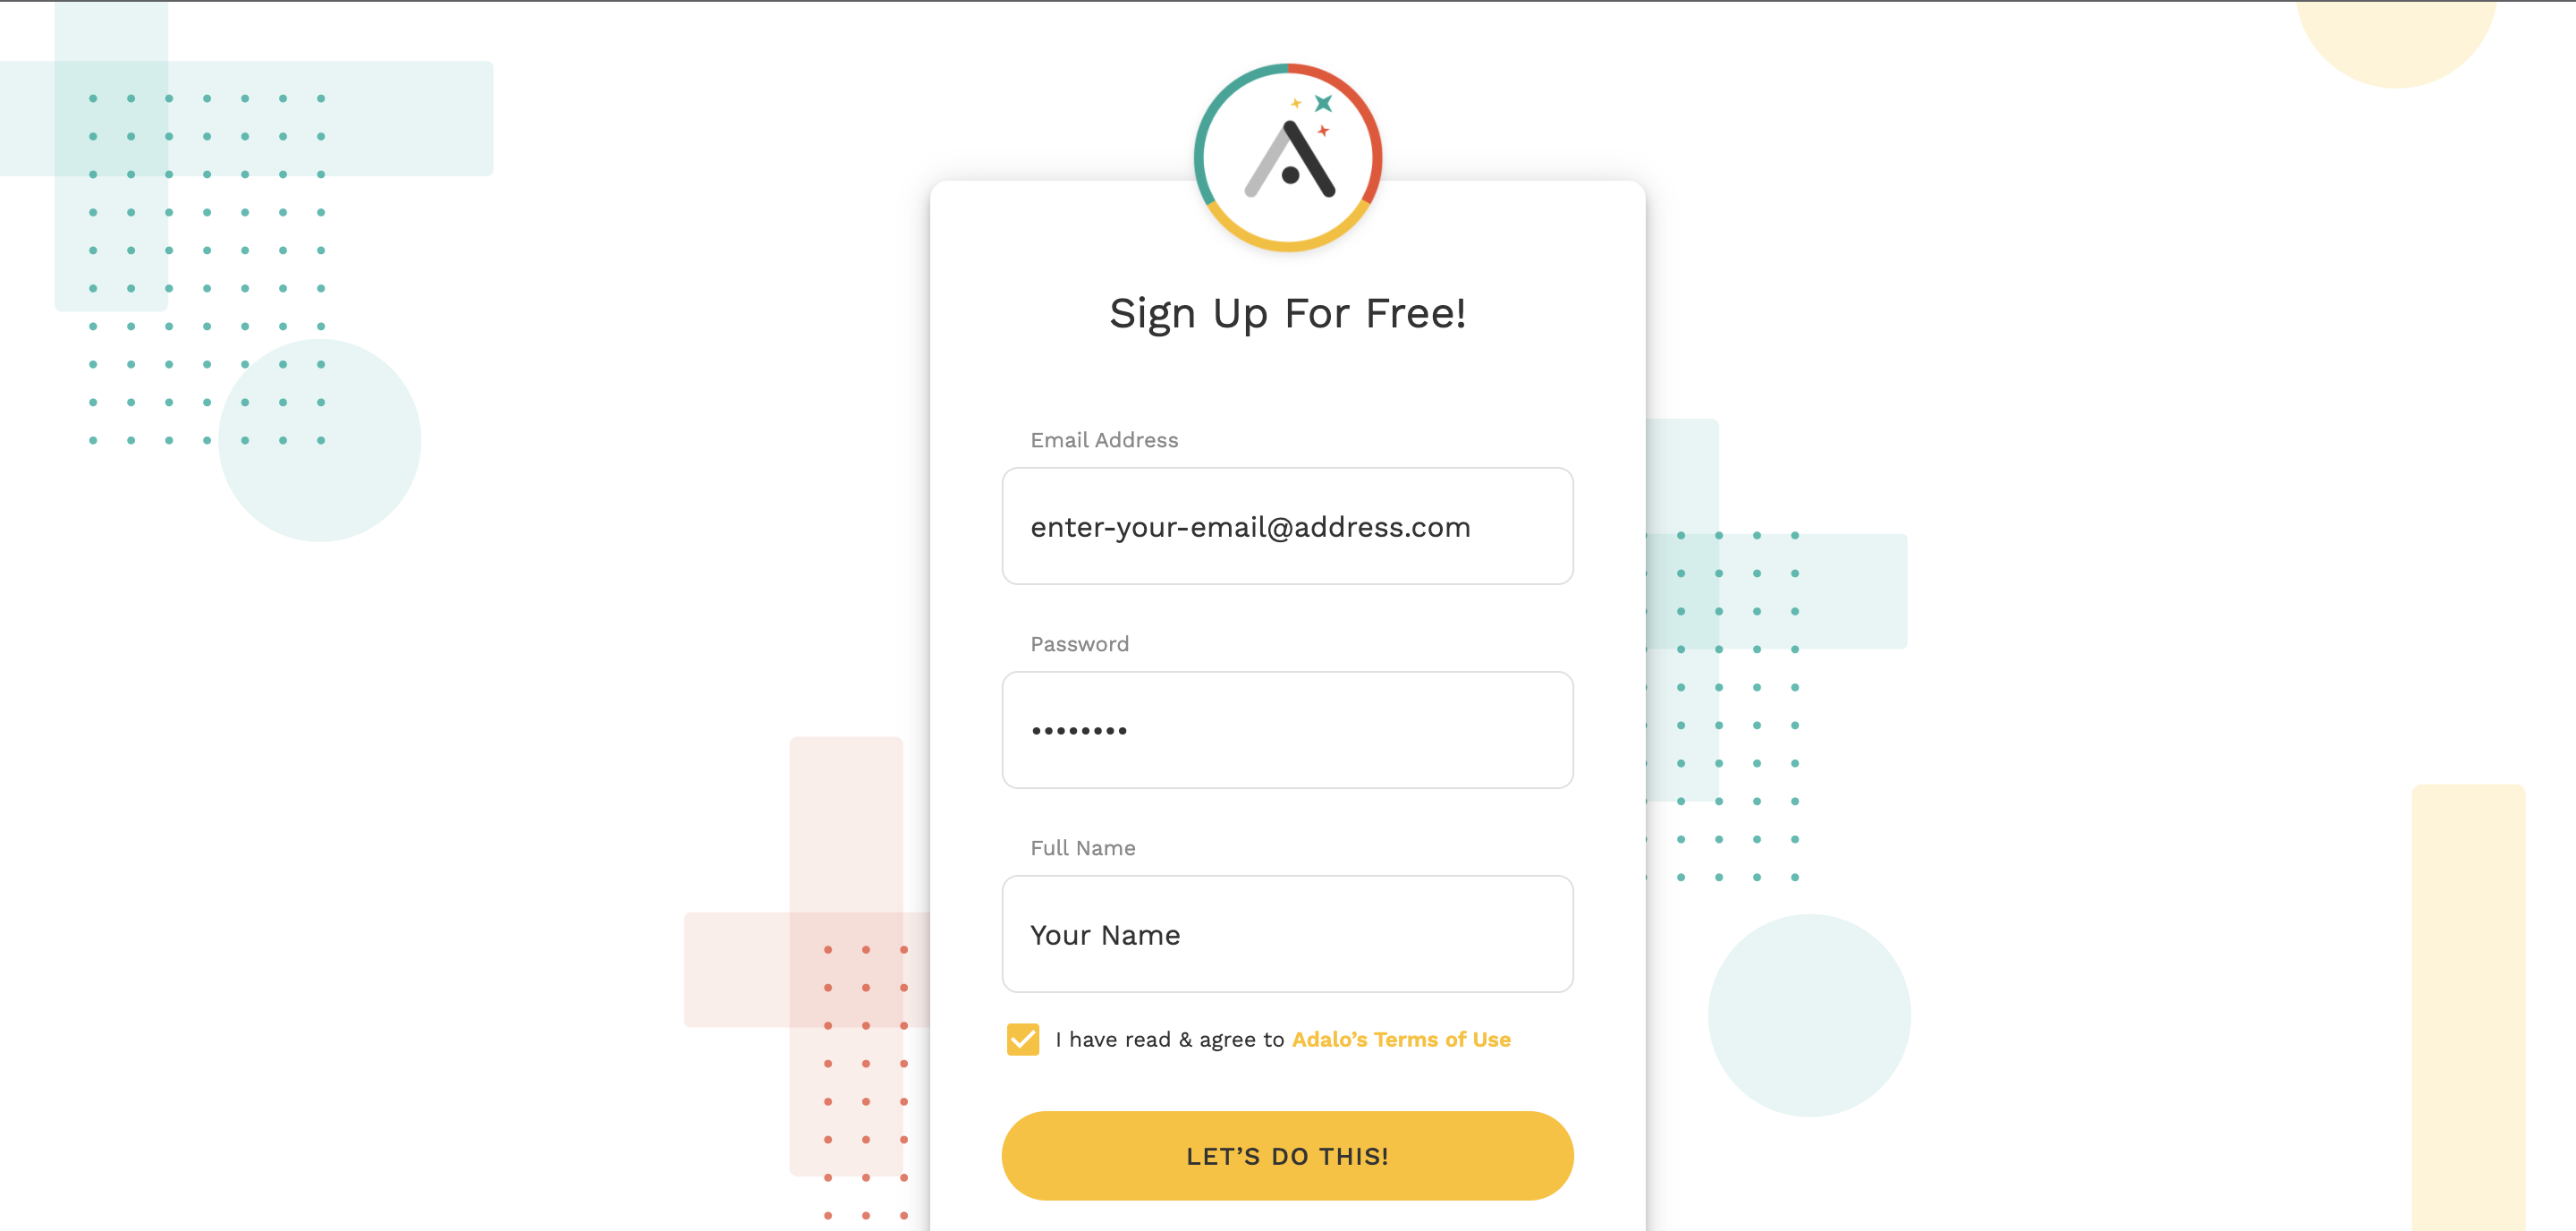 Sign Up For Free!
Email Address
enter-your-email@address.com
Password
••••••••
Full Name
Your Name
I have read & agree to Adalo’s Terms of Use
LET’S DO THIS!